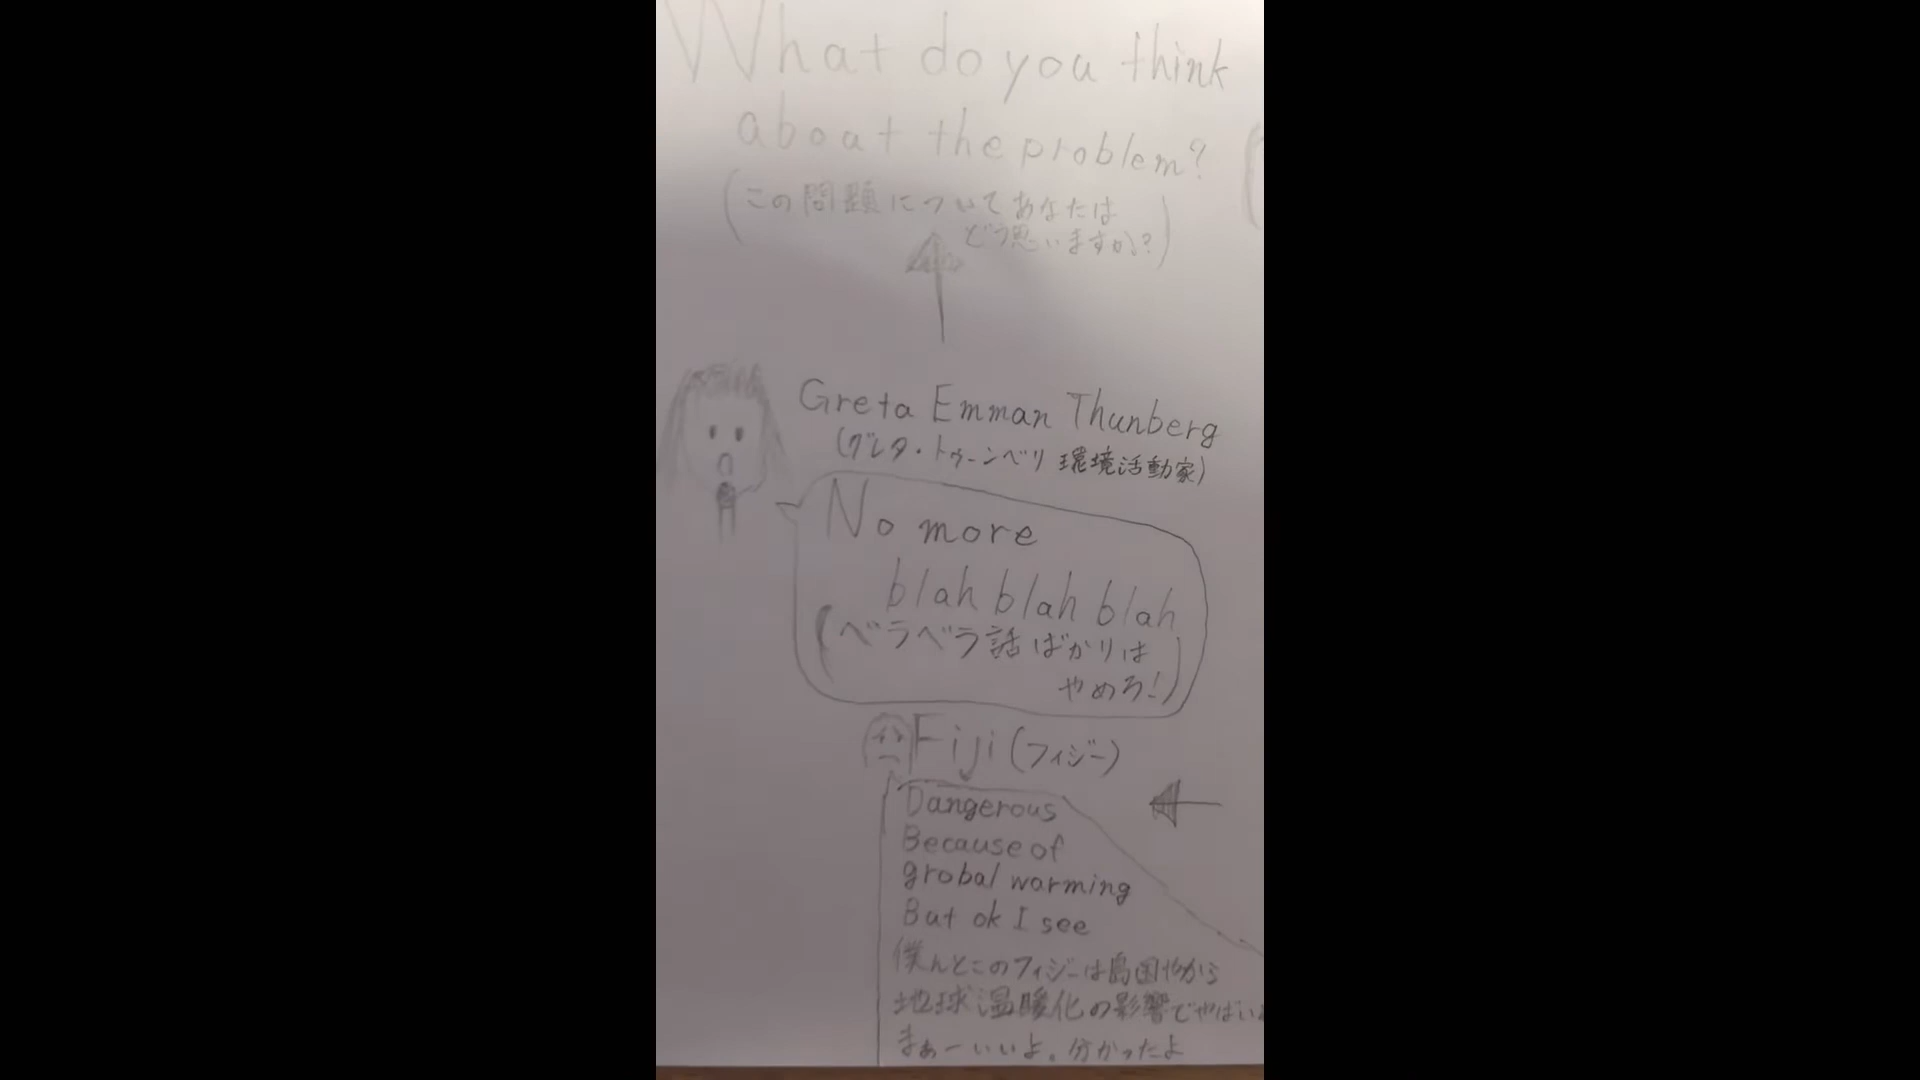 What do you think
about the problem?
(この問題についてあなたは
どう思いますか?)
Greta Emman Thunberg
(グレタ・トゥーンベリ 環境活動家)
No more
blah blah blah
(ベラベラ話ばかりは
やめろ!)
Fiji (フィジー)
Dangerous
Because of
grobal warming
But ok I see
僕んとこのフィジーは島国やから
地球温暖化の影響でやばい
まぁーいいよ。分かったよ